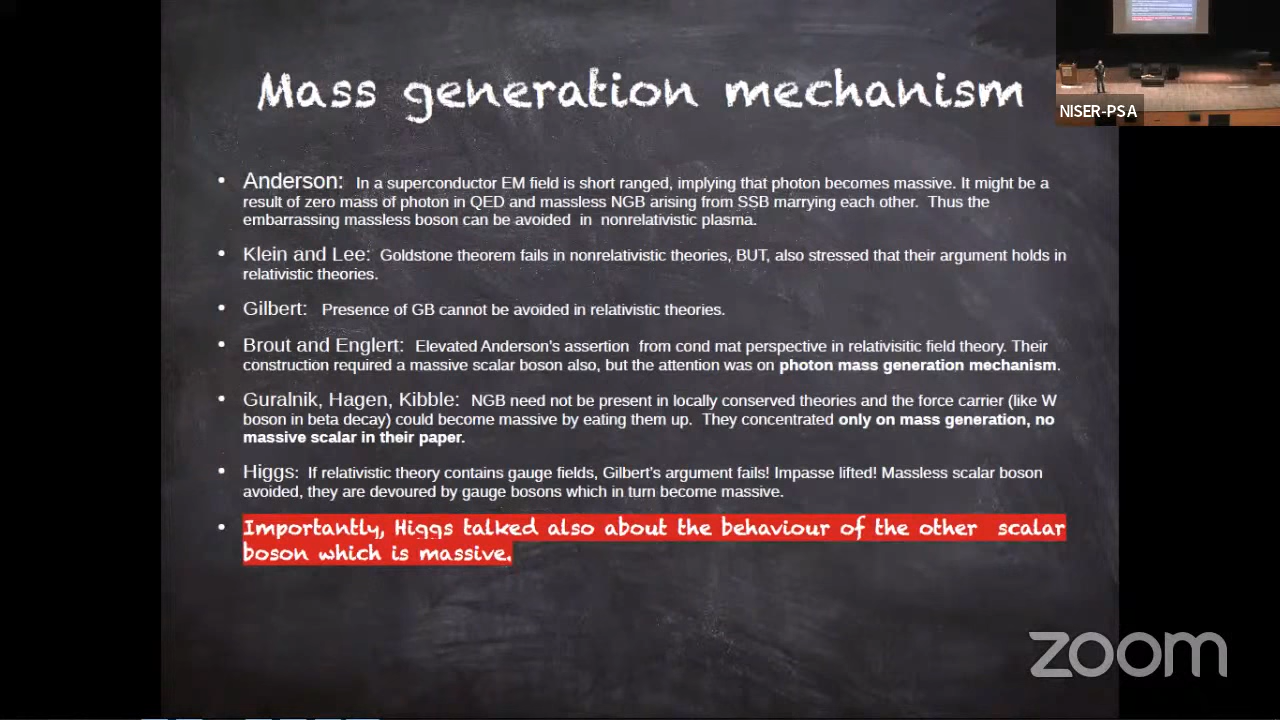 Mass generation mechanism
NISER-PSA
• Anderson: In a superconductor EM field is short ranged, implying that photon becomes massive. It might be a
result of zero mass of photon in QED and massless NGB arising from SSB marrying each other. Thus the
embarrassing massless boson can be avoided in nonrelativistic plasma.
• Klein and Lee: Goldstone theorem fails in nonrelativistic theories, BUT, also stressed that their argument holds in
relativistic theories.
• Gilbert: Presence of GB cannot be avoided in relativistic theories.
• Brout and Englert: Elevated Anderson's assertion from cond mat perspective in relativisitic field theory. Their
construction required a massive scalar boson also, but the attention was on photon mass generation mechanism.
• Guralnik, Hagen, Kibble: NGB need not be present in locally conserved theories and the force carrier (like W
boson in beta decay) could become massive by eating them up. They concentrated only on mass generation, no
massive scalar in their paper.
• Higgs: If relativistic theory contains gauge fields, Gilbert's argument fails! Impasse lifted! Massless scalar boson
avoided, they are devoured by gauge bosons which in turn become massive.
• Importantly, Higgs talked also about the behaviour of the other scalar
boson which is massive.
zoom